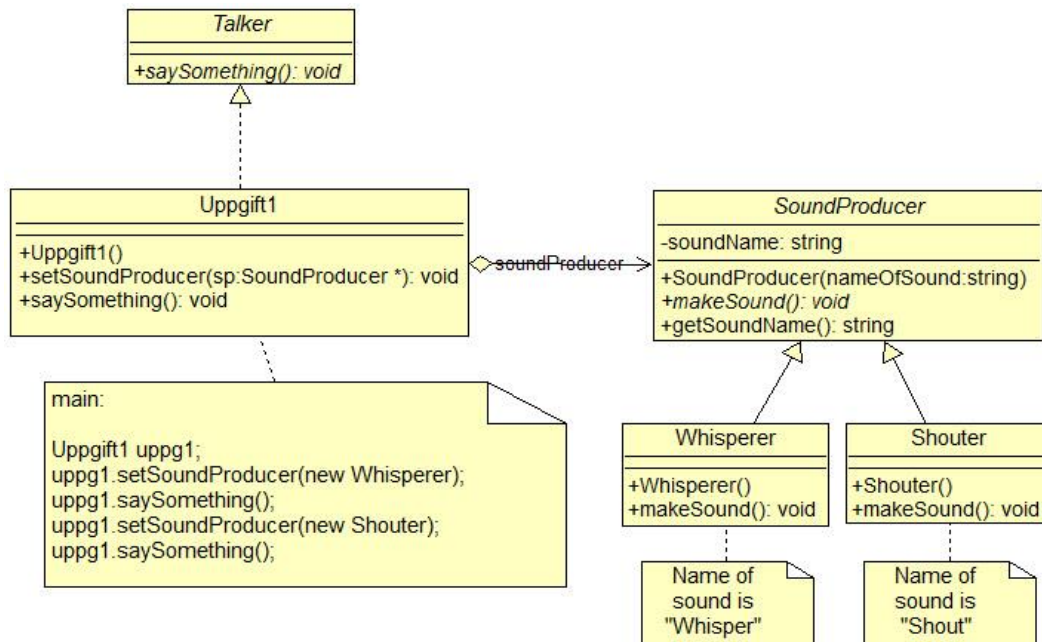 Talker
+saySomething(): void
Uppgift1
+Uppgift1()
+setSoundProducer(sp:SoundProducer *): void
+saySomething(): void
soundProducer
SoundProducer
-soundName: string
+SoundProducer(nameOfSound:string)
+makeSound(): void
+getSoundName(): string
main:
Uppgift1 uppg1;
uppg1.setSoundProducer(new Whisperer);
uppg1.saySomething();
uppg1.setSoundProducer(new Shouter);
uppg1.saySomething();
Whisperer
+Whisperer()
+makeSound(): void
Shouter
+Shouter()
+makeSound(): void
Name of
sound is
"Whisper"
Name of
sound is
"Shout"